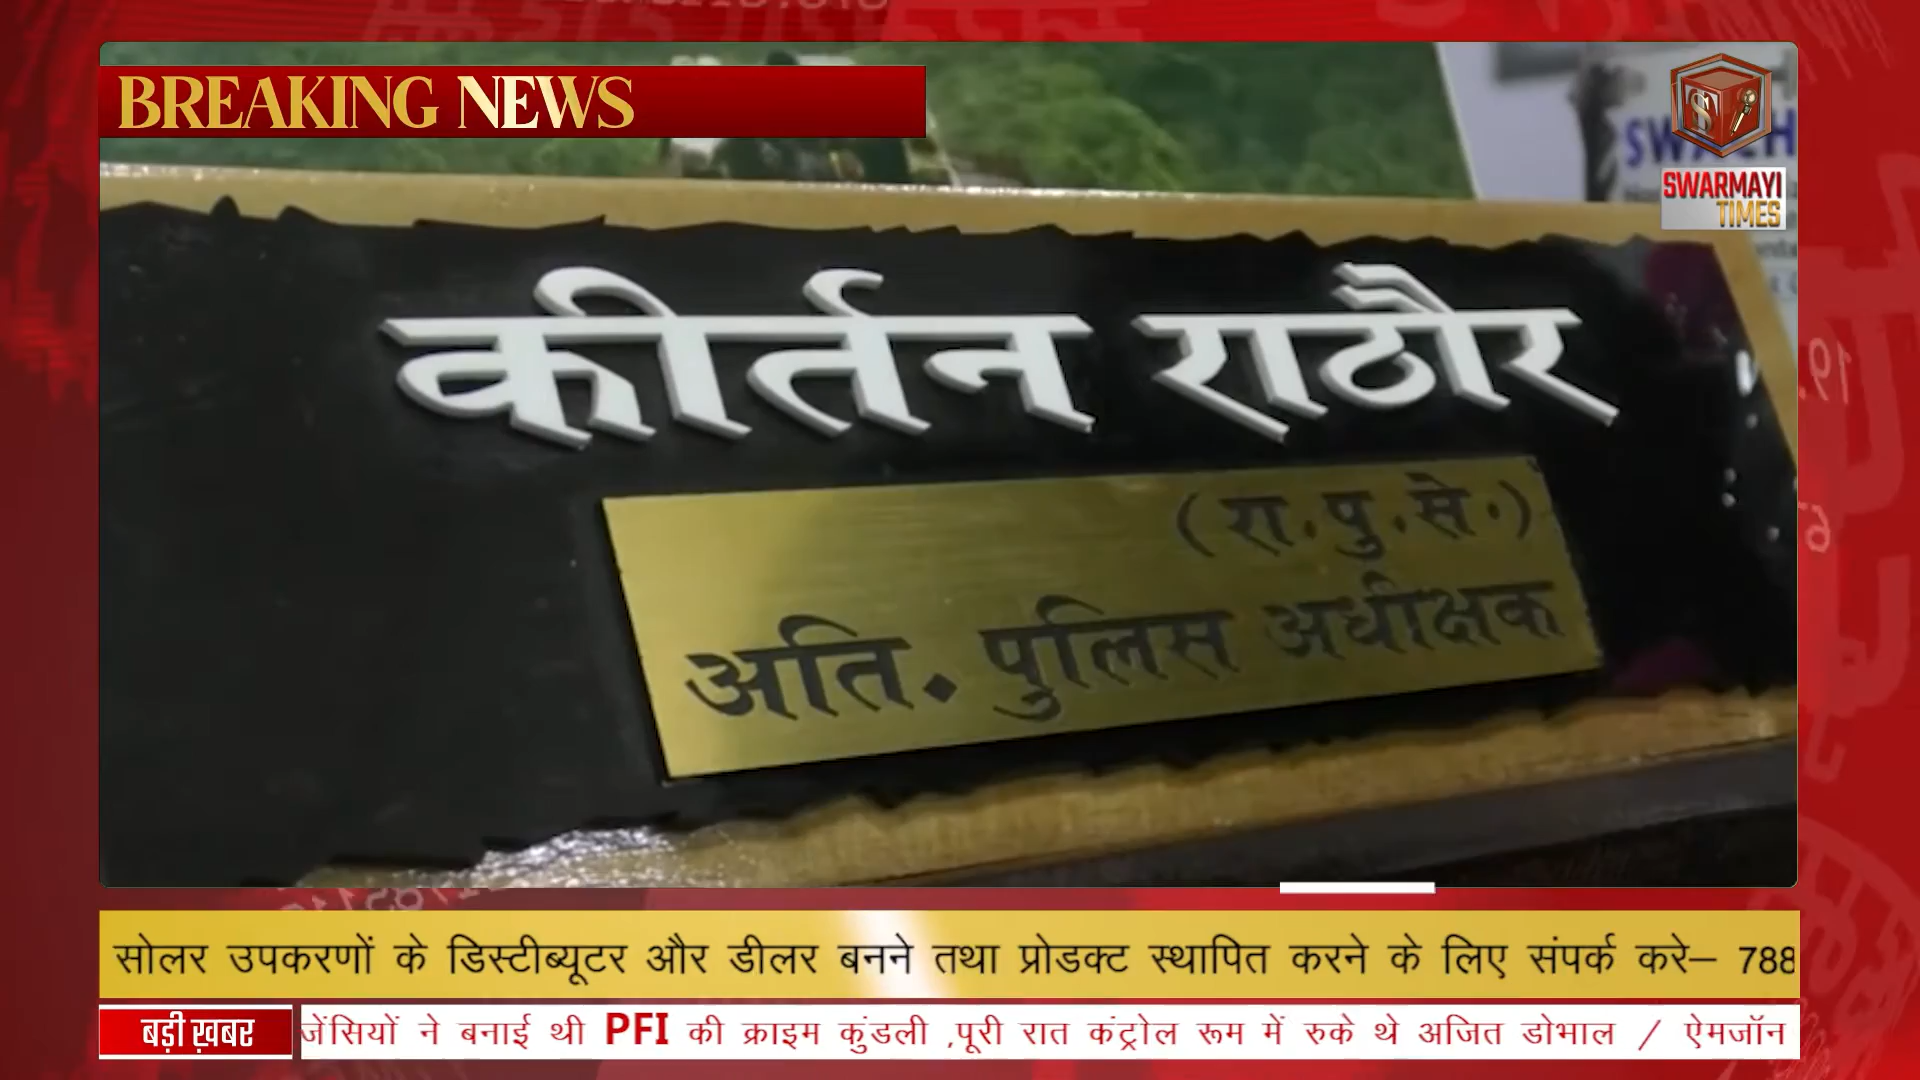 BREAKING NEWS
SWARMAYI
TIMES
कीर्तन राठौर
(रा.पु.से.)
अति. पुलिस अधीक्षक
सोलर उपकरणों के डिस्टीब्यूटर और डीलर बनने तथा प्रोडक्ट स्थापित करने के लिए संपर्क करे– 788
बड़ी ख़बर
जेंसियों ने बनाई थी PFI की क्राइम कुंडली ,पूरी रात कंट्रोल रूम में रुके थे अजित डोभाल / ऐमजॉन